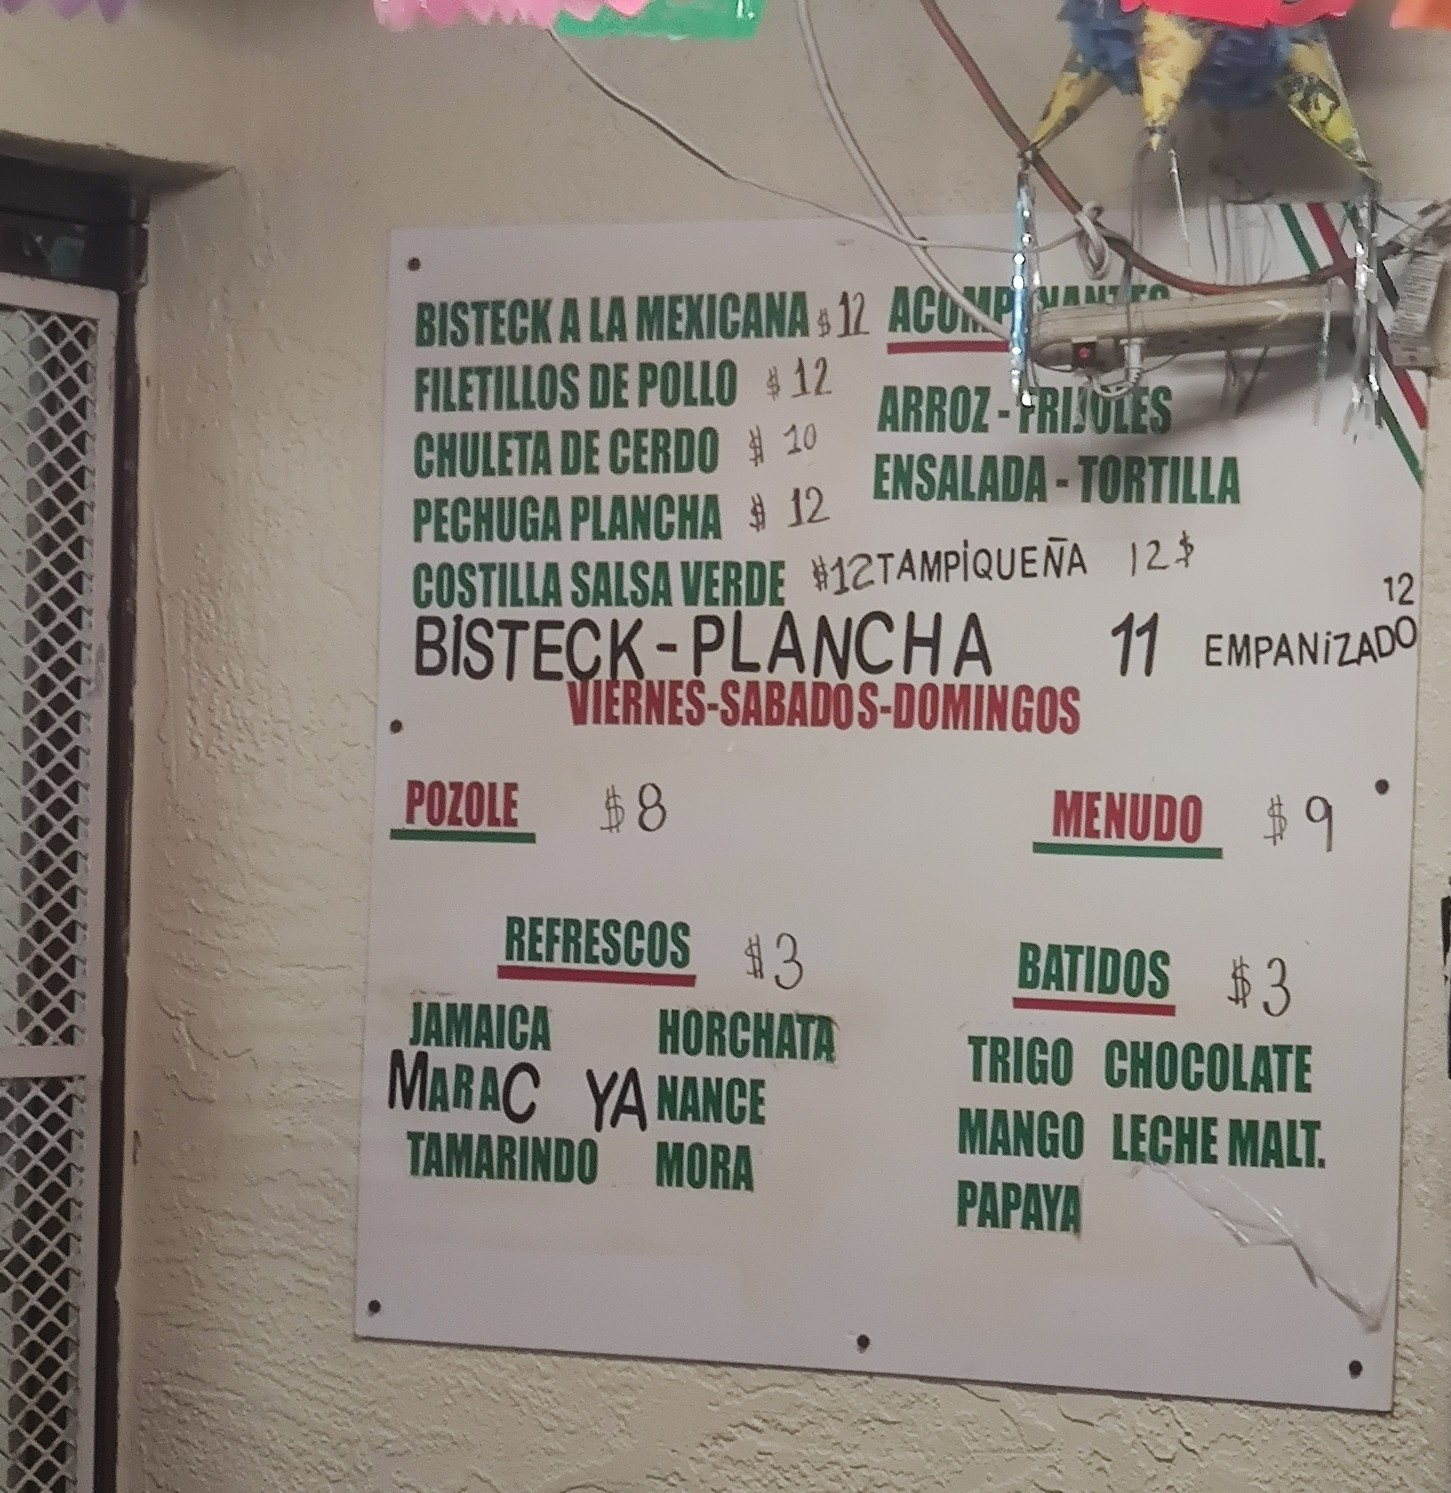 BISTECK A LA MEXICANA $12
FILETILLOS DE POLLO $ 12
CHULETA DE CERDO $ 10
PECHUGA PLANCHA $ 12
COSTILLA SALSA VERDE $12
ACOMPANANTES
ARROZ - FRIJOLES
ENSALADA - TORTILLA
TAMPIQUEÑA 12$
BISTECK-PLANCHA 11
EMPANIZADO 12
VIERNES-SABADOS-DOMINGOS
POZOLE $8
MENUDO $9
REFRESCOS $3
JAMAICA HORCHATA
MARAC YA NANCE
TAMARINDO MORA
BATIDOS $3
TRIGO CHOCOLATE
MANGO LECHE MALT.
PAPAYA